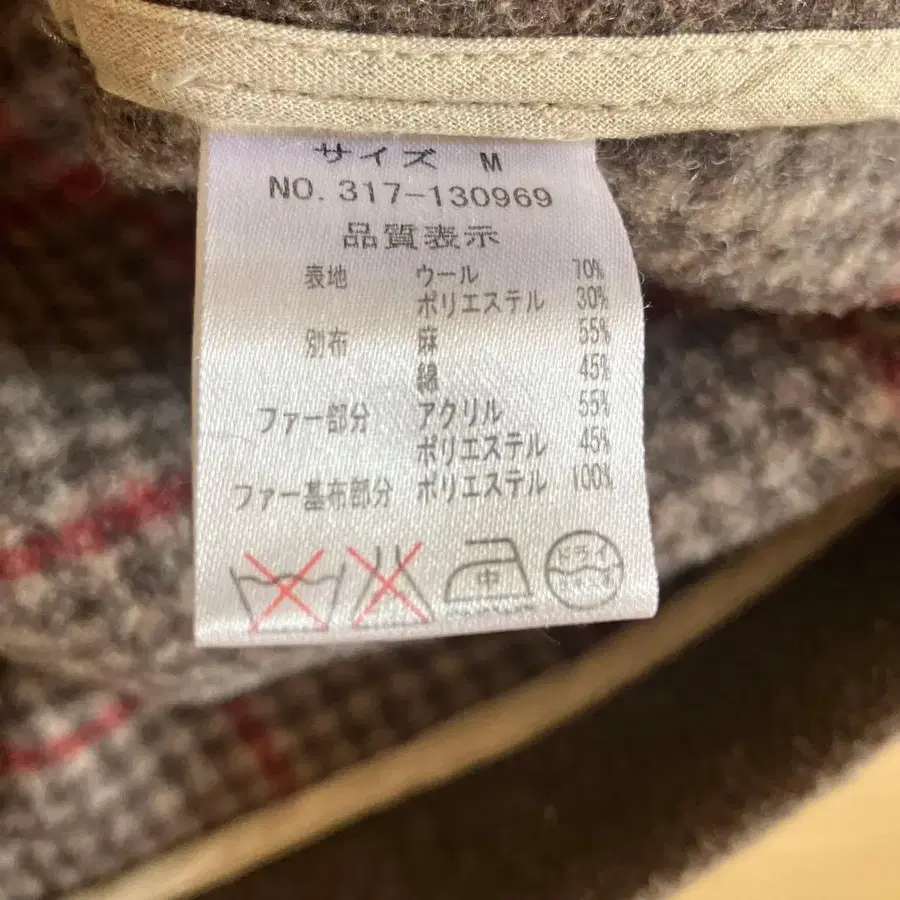 サイズ M
NO. 317-130969
品質表示
表地 ウール 70%
ポリエステル 30%
別布 麻 55%
綿 45%
ファー部分 アクリル 55%
ポリエステル 45%
ファー基布部分 ポリエステル 100%
中 ドライ